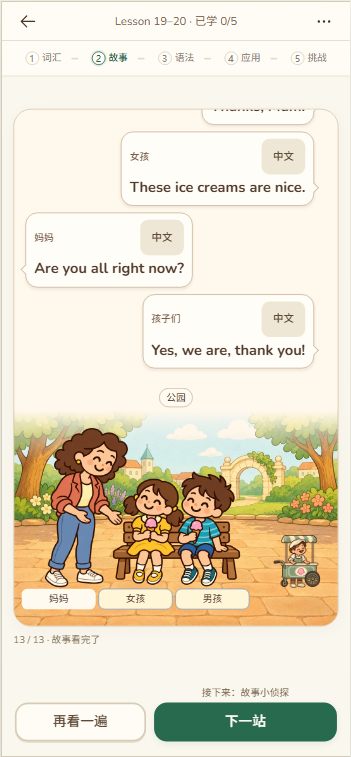 Lesson 19–20 · 已学 0/5
1 词汇 – 2 故事 – 3 语法 – 4 应用 – 5 挑战
Thanks, Mum!
女孩 中文
These ice creams are nice.
妈妈 中文
Are you all right now?
孩子们 中文
Yes, we are, thank you!
公园
妈妈 女孩 男孩
13 / 13 · 故事看完了
接下来：故事小侦探
再看一遍 下一站